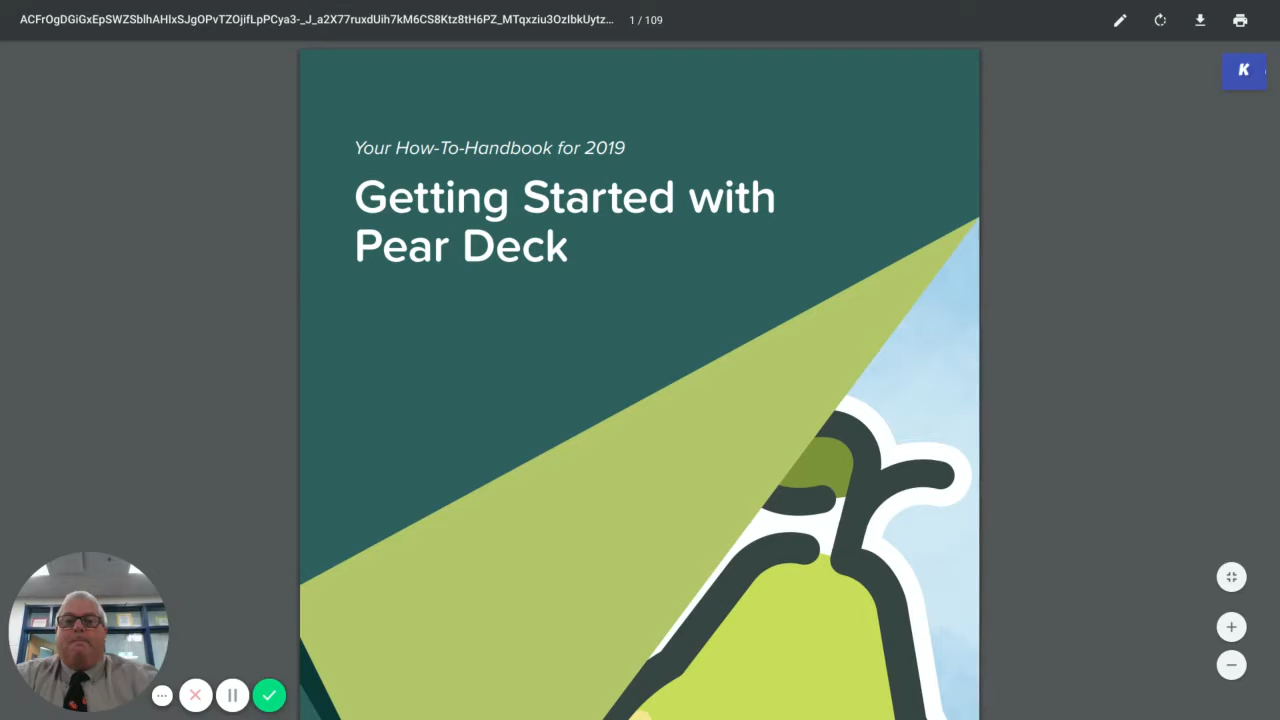 ACFrOgDGiGxEpSWZSblhAHlxSJgOPvTZOjifLpPCya3-_J_a2X77ruxdUih7kM6CS8Ktz8tH6PZ_MTqxziu3OzIbkUytz... 1 / 109
K
Your How-To-Handbook for 2019
Getting Started with
Pear Deck